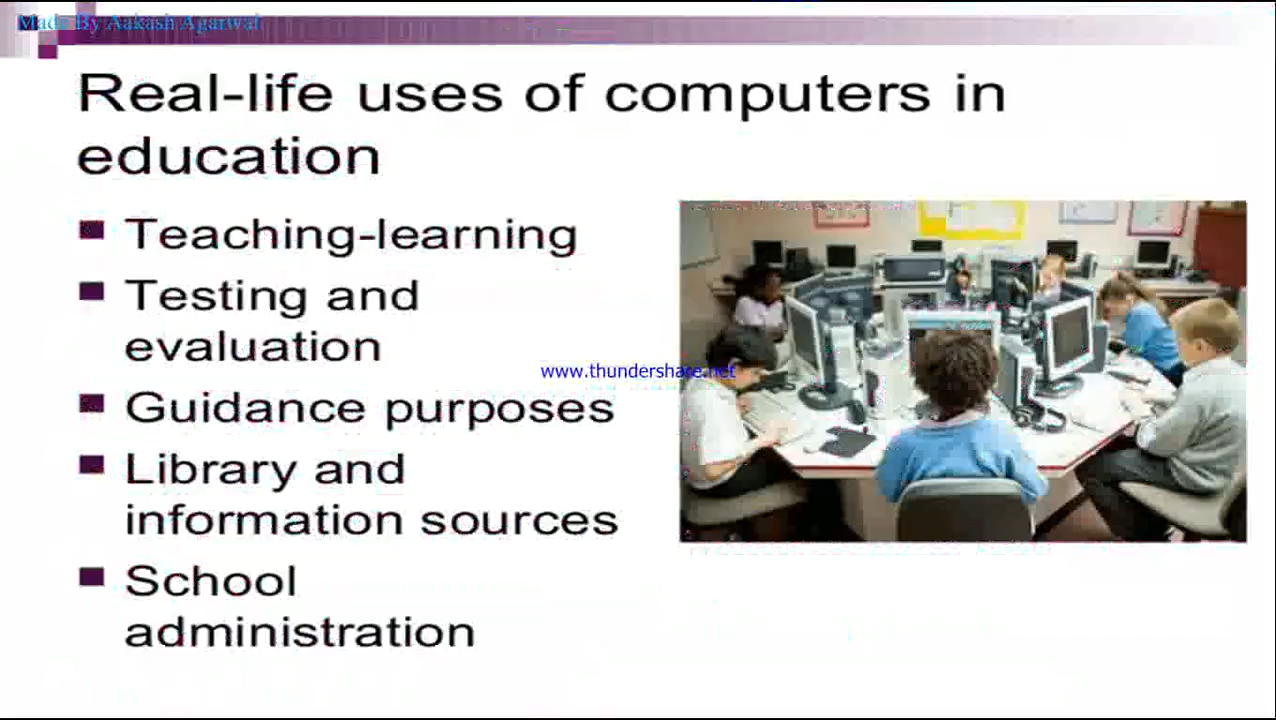 Made By Aakash Agarwal
Real-life uses of computers in
education
Teaching-learning
Testing and
evaluation
Guidance purposes
Library and
information sources
School
administration
www.thundershare.net